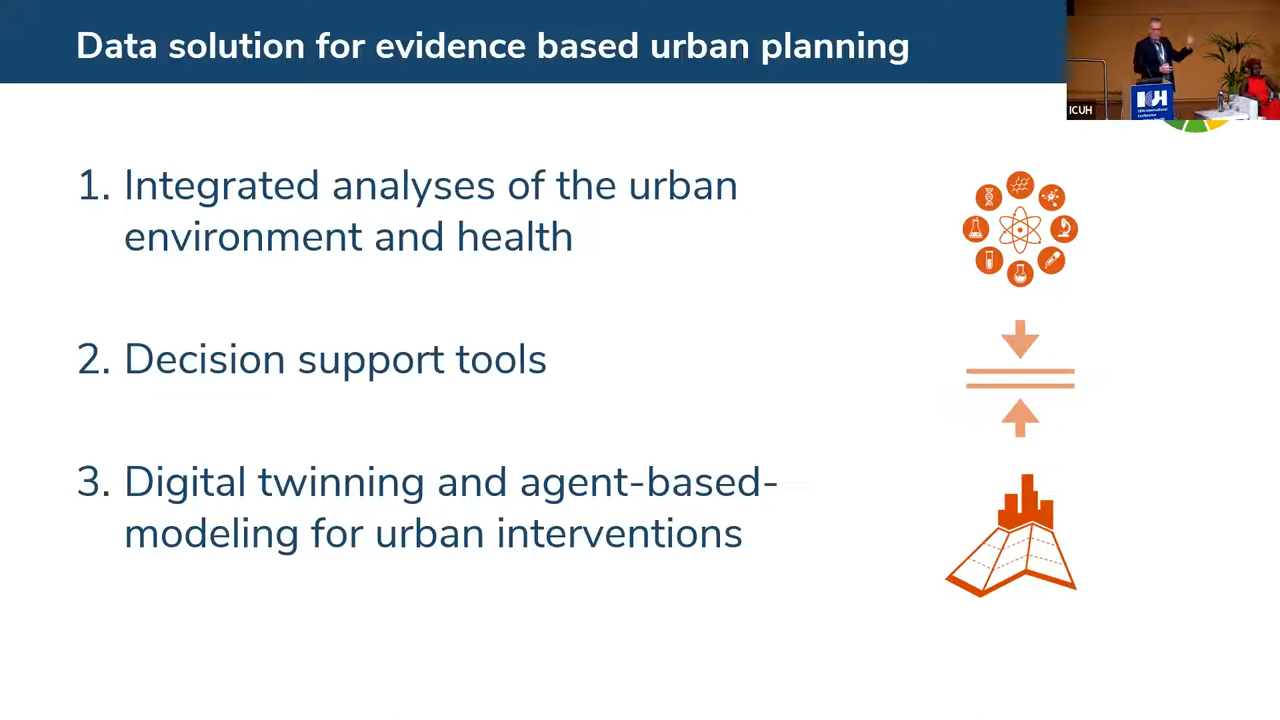 Data solution for evidence based urban planning
ICUH
1. Integrated analyses of the urban
environment and health
2. Decision support tools
3. Digital twinning and agent-based-
modeling for urban interventions